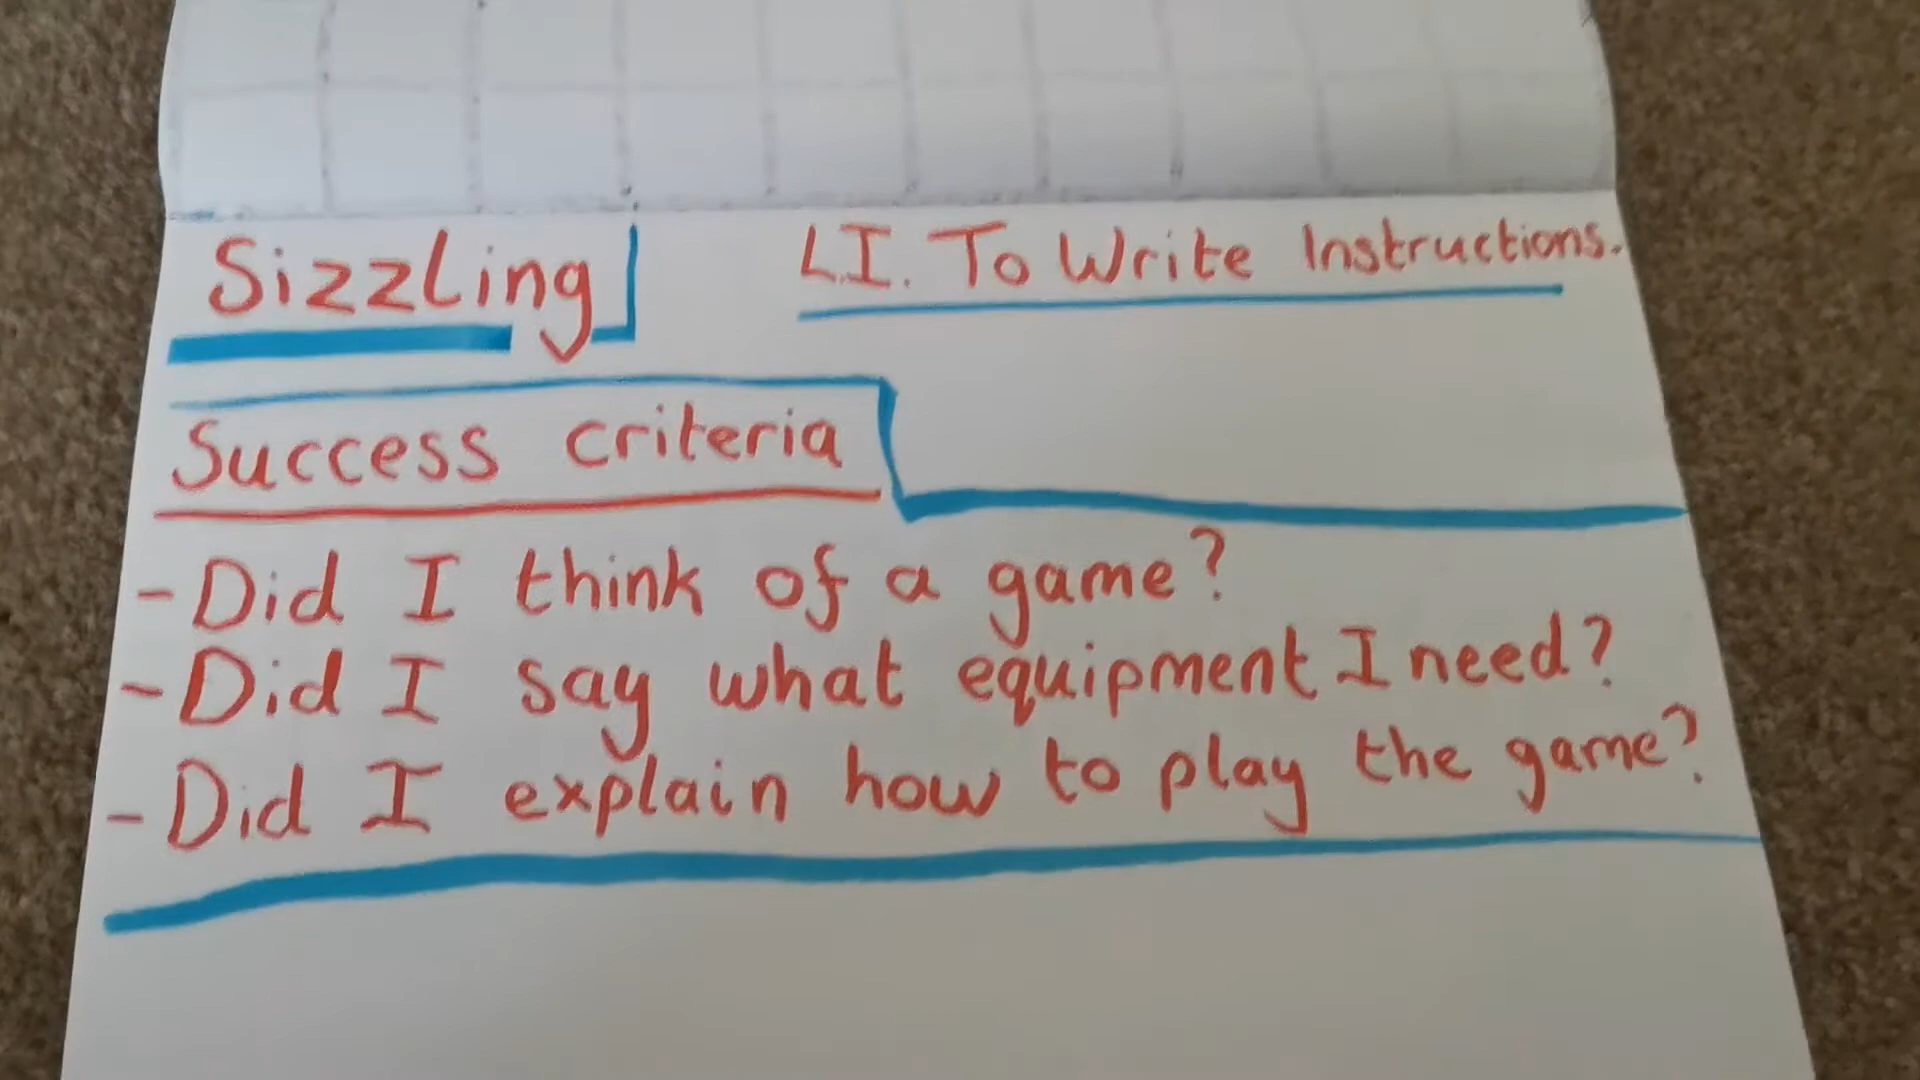 Sizzling
L.I. To Write Instructions.
Success criteria
- Did I think of a game?
- Did I say what equipment I need?
- Did I explain how to play the game?